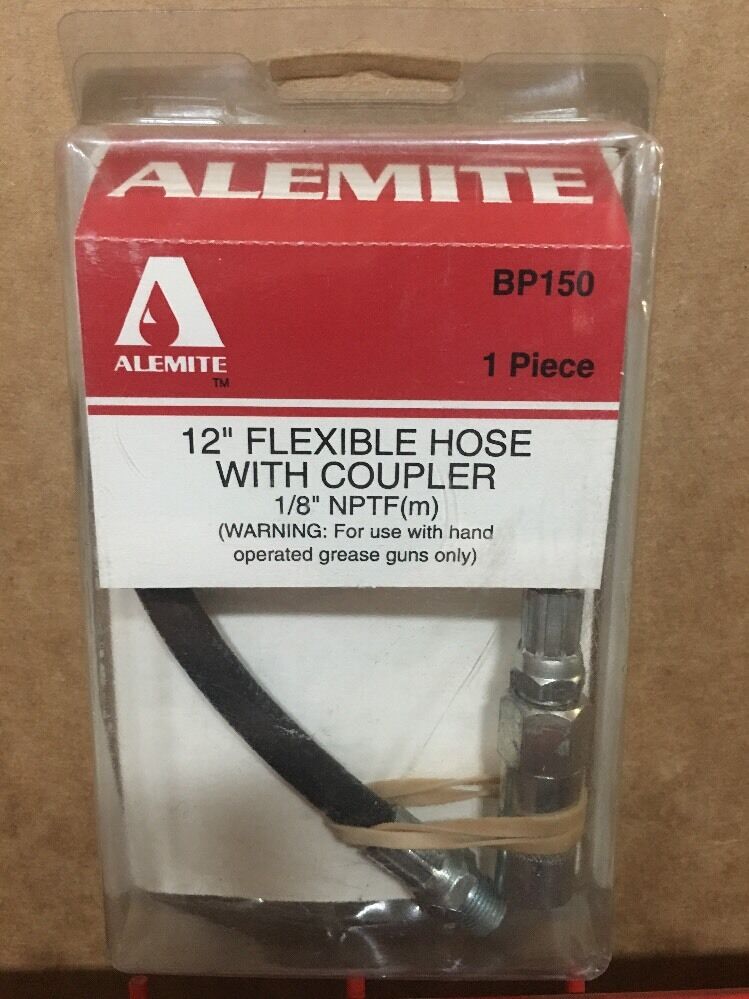 ALEMITE
BP150
ALEMITE
TM
1 Piece
12" FLEXIBLE HOSE
WITH COUPLER
1/8" NPTF(m)
(WARNING: For use with hand
operated grease guns only)